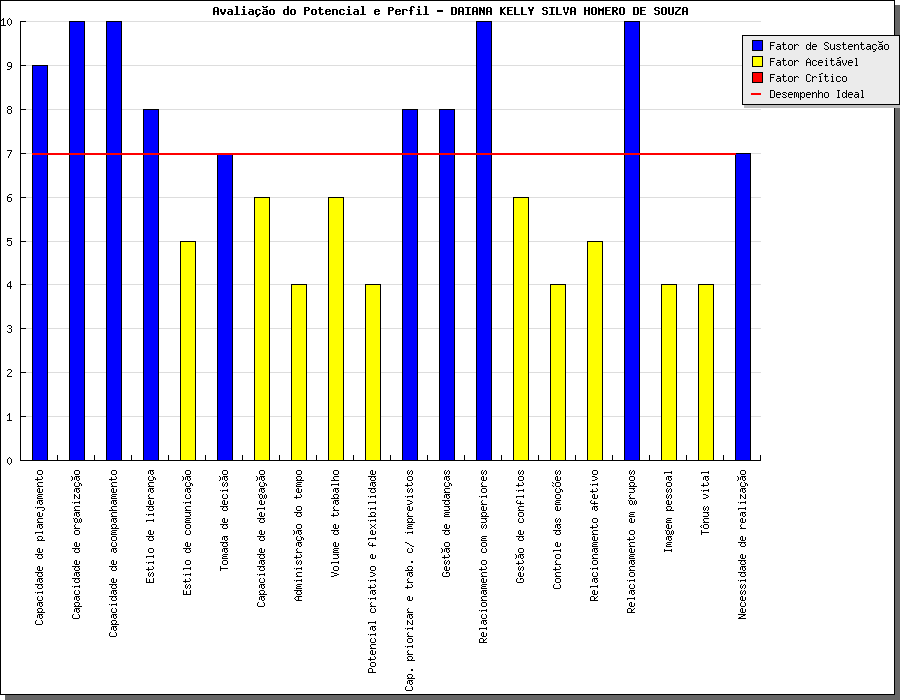 Avaliação do Potencial e Perfil - DAIANA KELLY SILVA HOMERO DE SOUZA
Fator de Sustentação
Fator Aceitável
Fator Crítico
Desempenho Ideal
10
9
8
7
6
5
4
3
2
1
0
Capacidade de planejamento
Capacidade de organização
Capacidade de acompanhamento
Estilo de liderança
Estilo de comunicação
Tomada de decisão
Capacidade de delegação
Administração do tempo
Volume de trabalho
Potencial criativo e flexibilidade
Cap. priorizar e trab. c/ imprevistos
Gestão de mudanças
Relacionamento com superiores
Gestão de conflitos
Controle das emoções
Relacionamento afetivo
Relacionamento em grupos
Imagem pessoal
Tônus vital
Necessidade de realização